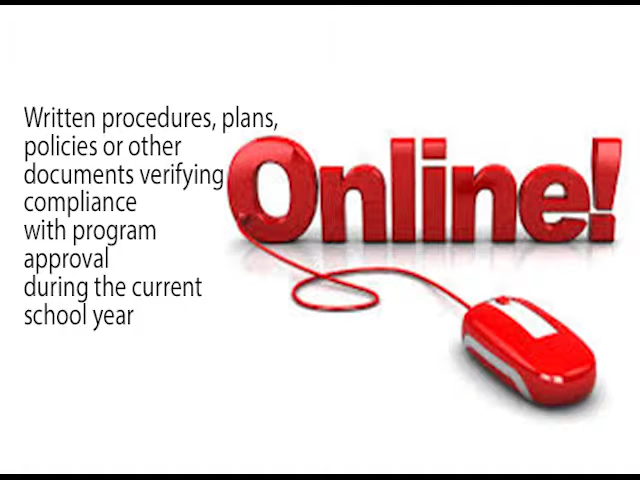 Written procedures, plans,
policies or other
documents verifying
compliance
with program
approval
during the current
school year
Online!